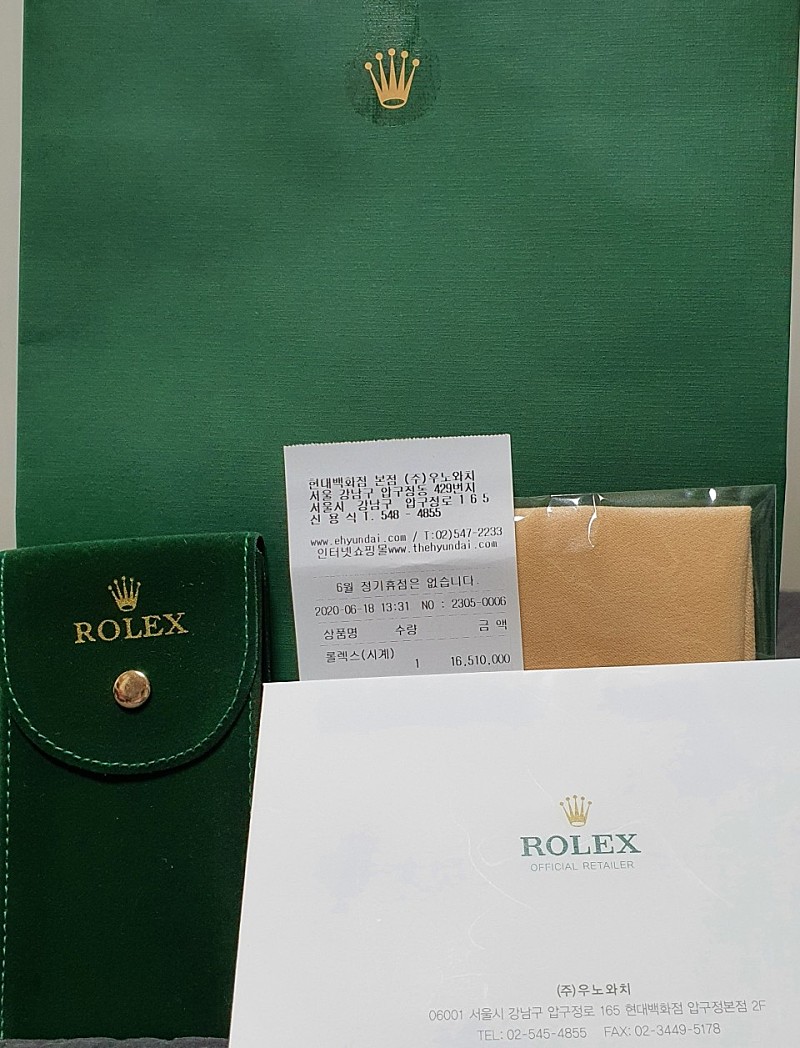 현대백화점 본점 (주)우노와치
서울 강남구 압구정동 429번지
서울시 강남구 압구정로 1 6 5
신 용 식 T. 548 - 4855
www.ehyundai.com / T:02)547-2233
인터넷쇼핑몰www.thehyundai.com
6월 정기휴점은 없습니다.
2020-06-18 13:31 NO : 2305-0006
상품명 수량 금 액
롤렉스(시계) 1 16,510,000
ROLEX
ROLEX
OFFICIAL RETAILER
(주)우노와치
06001 서울시 강남구 압구정로 165 현대백화점 압구정본점 2F
TEL: 02-545-4855 FAX: 02-3449-5178